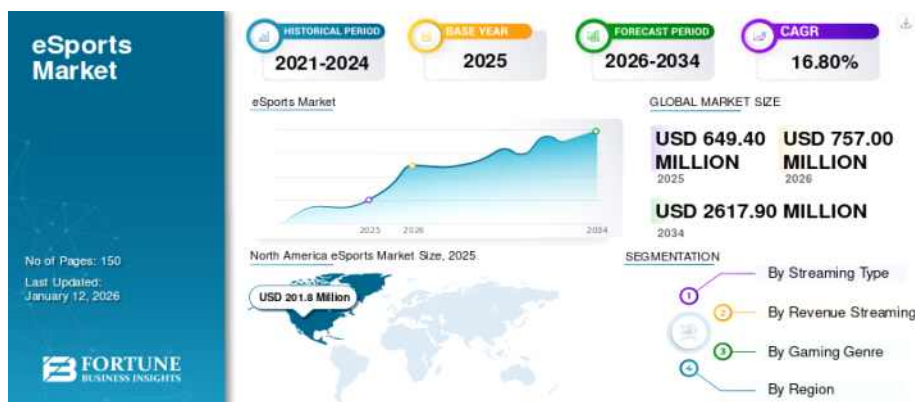 eSports
Market
No of Pages: 150
Last Updated:
January 12, 2026
FORTUNE
BUSINESS INSIGHTS
HISTORICAL PERIOD
2021-2024
BASE YEAR
2025
FORECAST PERIOD
2026-2034
CAGR
16.80%
eSports Market
2025
2026
2034
GLOBAL MARKET SIZE
USD 649.40
MILLION
2025
USD 757.00
MILLION
2026
USD 2617.90 MILLION
2034
North America eSports Market Size, 2025
USD 201.8 Million
SEGMENTATION
1
By Streaming Type
2
By Revenue Streaming
3
By Gaming Genre
4
By Region